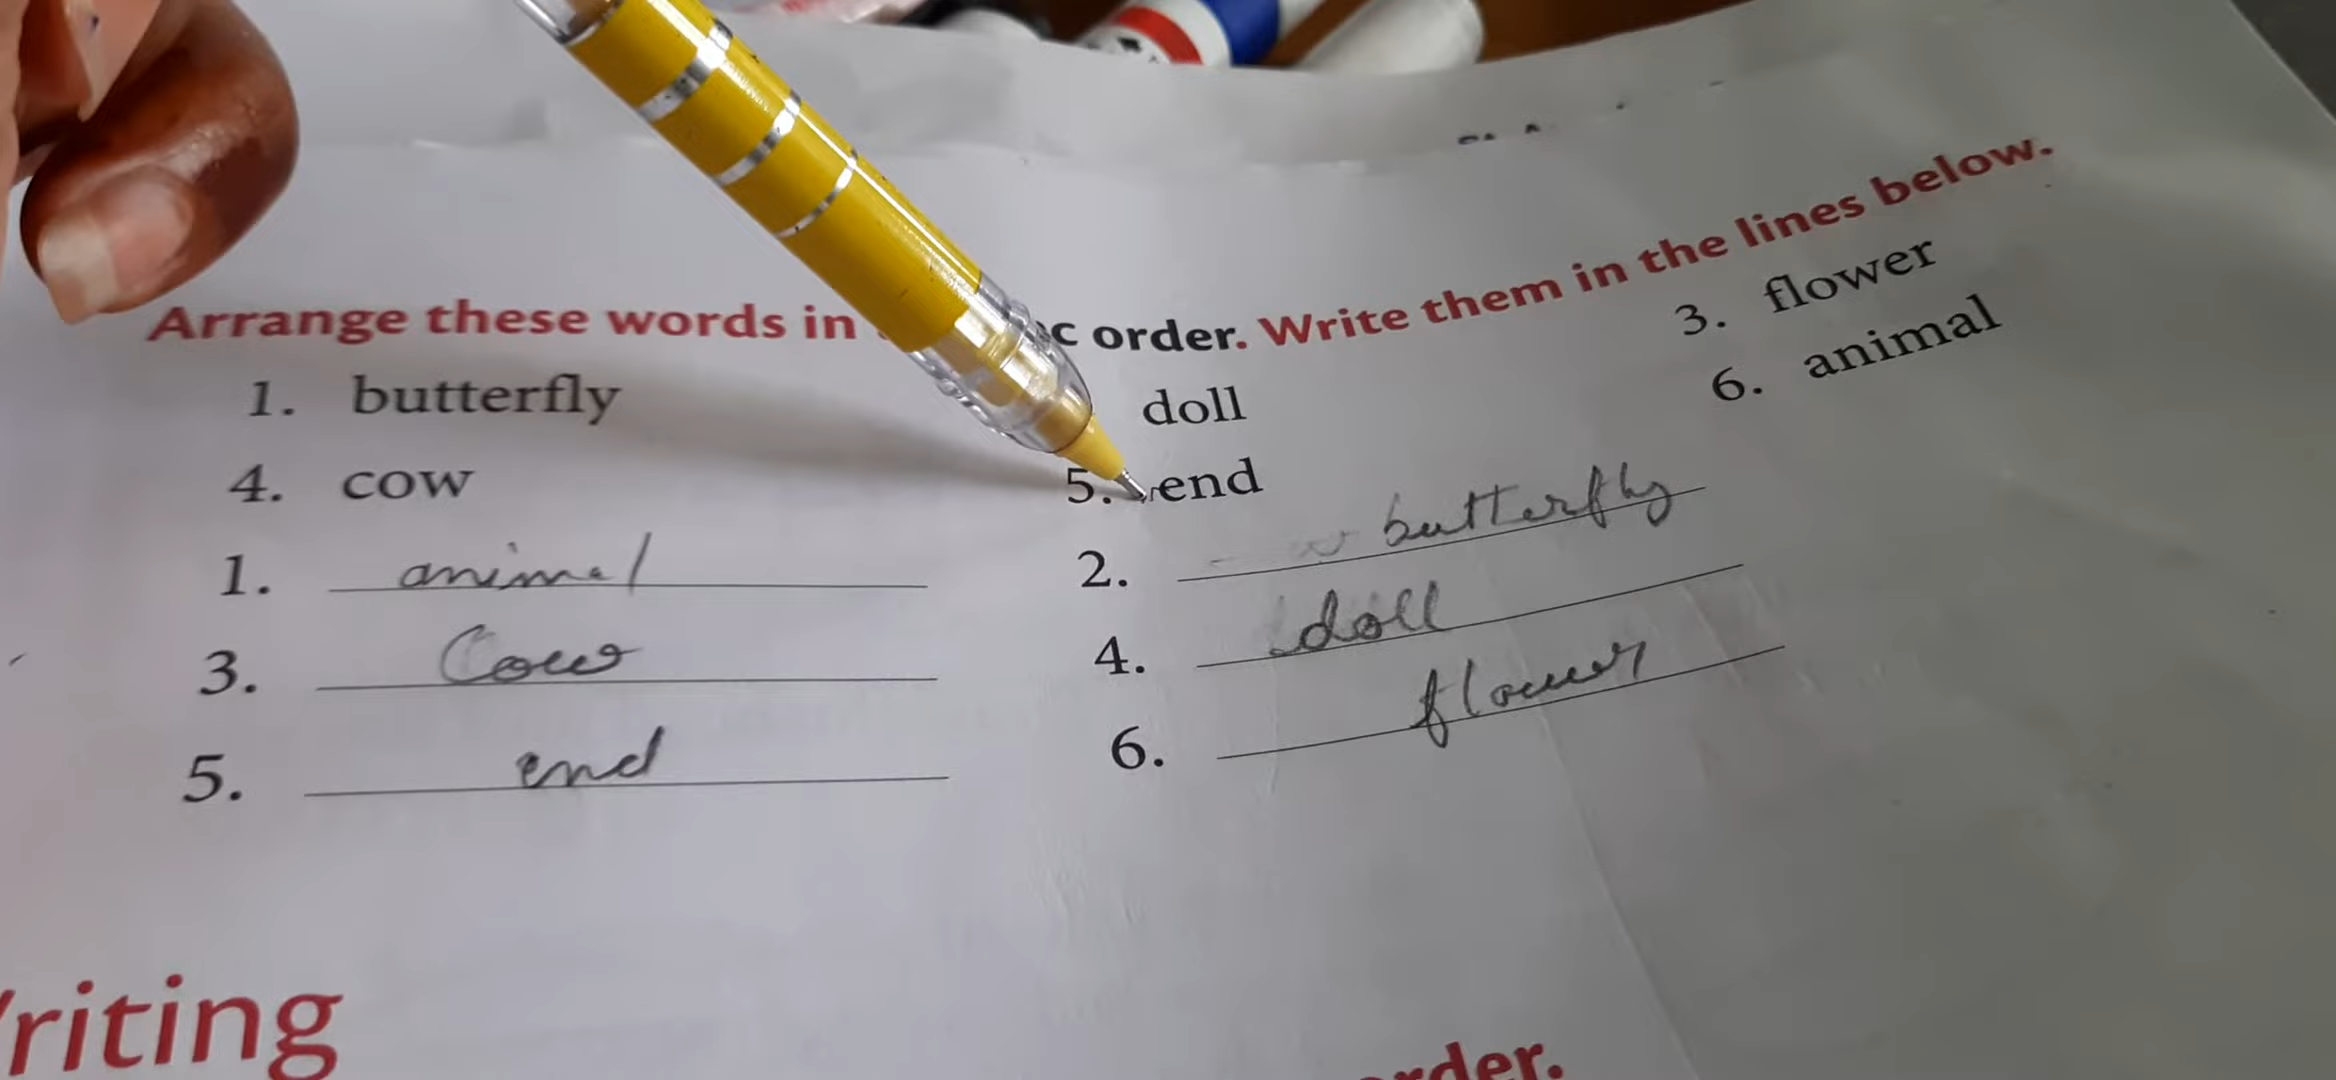 Arrange these words in c order. Write them in the lines below.
1. butterfly doll 3. flower
4. cow 5. end 6. animal
1. animal 2. butterfly
3. Cow 4. doll
5. end 6. flower
riting
rder.